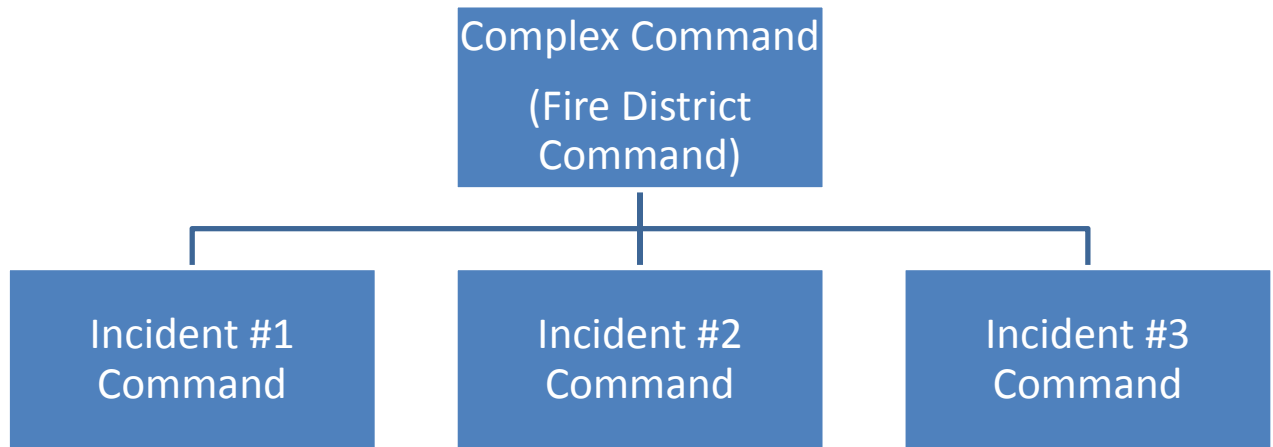 Complex Command
(Fire District
Command)
Incident #1
Command
Incident #2
Command
Incident #3
Command